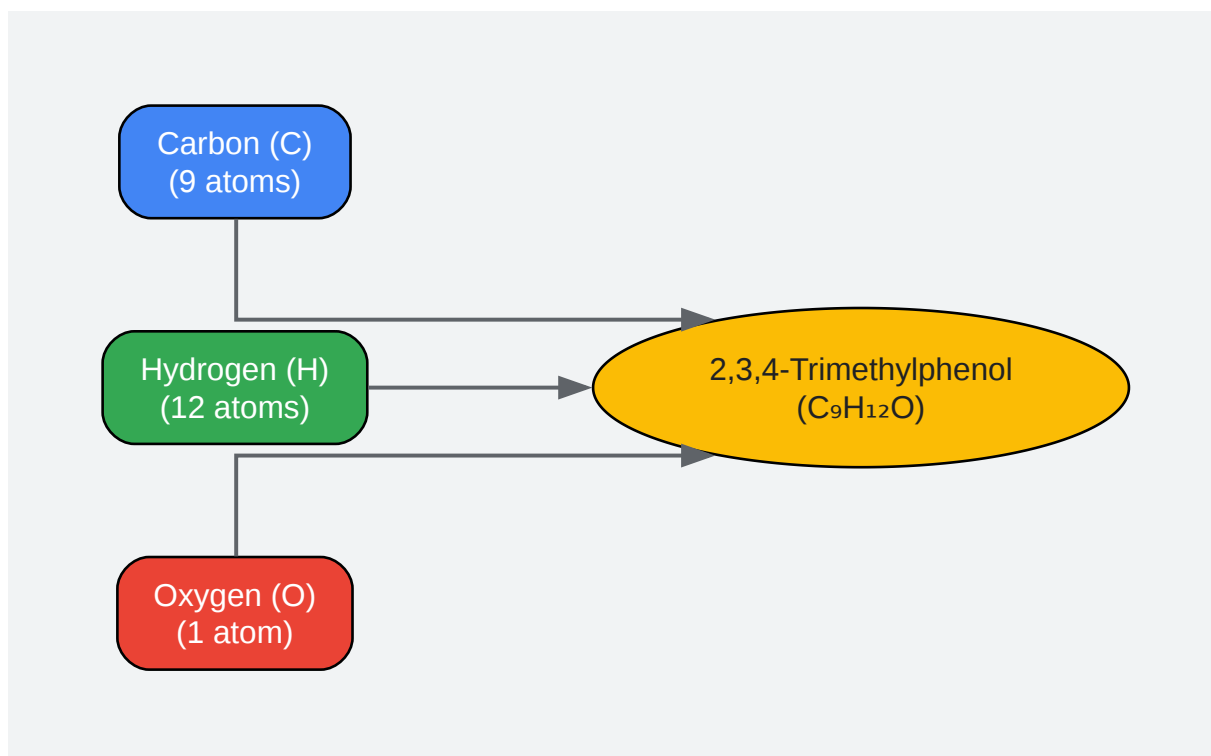 Carbon (C)
(9 atoms)
Hydrogen (H)
(12 atoms)
2,3,4-Trimethylphenol
(C₉H₁₂O)
Oxygen (O)
(1 atom)